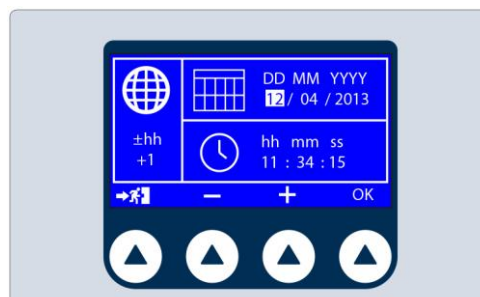 DD MM YYYY
12/ 04 / 2013
±hh
+1
hh mm ss
11 : 34 : 15
− + OK